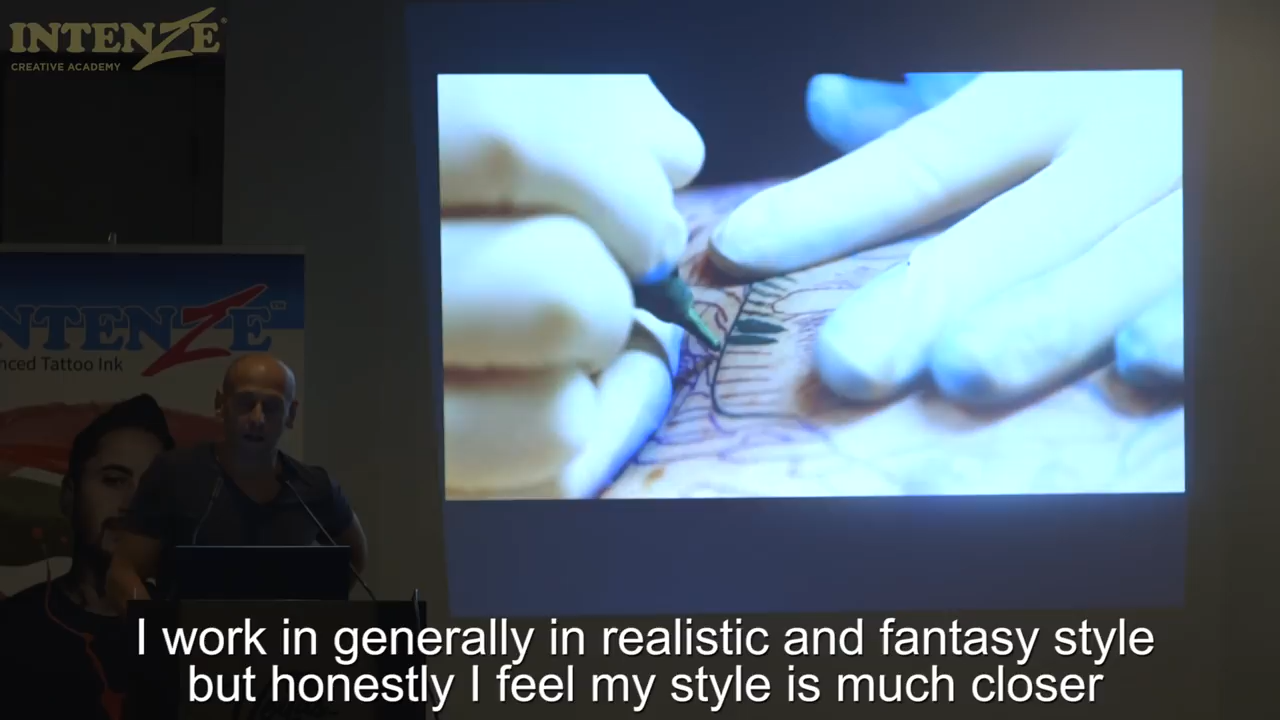 INTENZE
CREATIVE ACADEMY
NTENZE™
nced Tattoo Ink
I work in generally in realistic and fantasy style
but honestly I feel my style is much closer